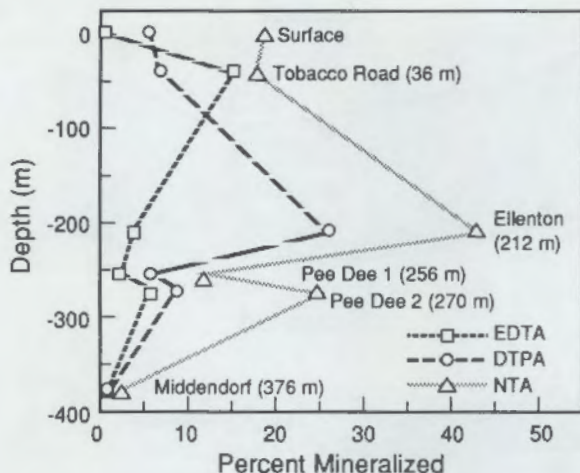 0
-100
-200
-300
-400
Depth (m)
0
10
20
30
40
50
Percent Mineralized
Surface
Tobacco Road (36 m)
Ellenton
(212 m)
Pee Dee 1 (256 m)
Pee Dee 2 (270 m)
Middendorf (376 m)
EDTA
DTPA
NTA